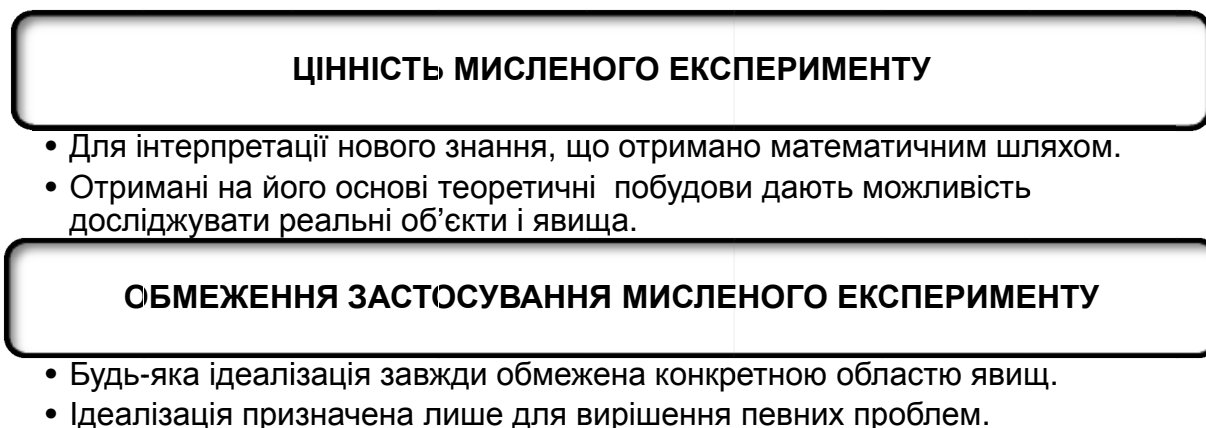 ЦІННІСТЬ МИСЛЕНОГО ЕКСПЕРИМЕНТУ
• Для інтерпретації нового знання, що отримано математичним шляхом.
• Отримані на його основі теоретичні  побудови дають можливість
досліджувати реальні об’єкти і явища.
ОБМЕЖЕННЯ ЗАСТОСУВАННЯ МИСЛЕНОГО ЕКСПЕРИМЕНТУ
• Будь-яка ідеалізація завжди обмежена конкретною областю явищ.
• Ідеалізація призначена лише для вирішення певних проблем.